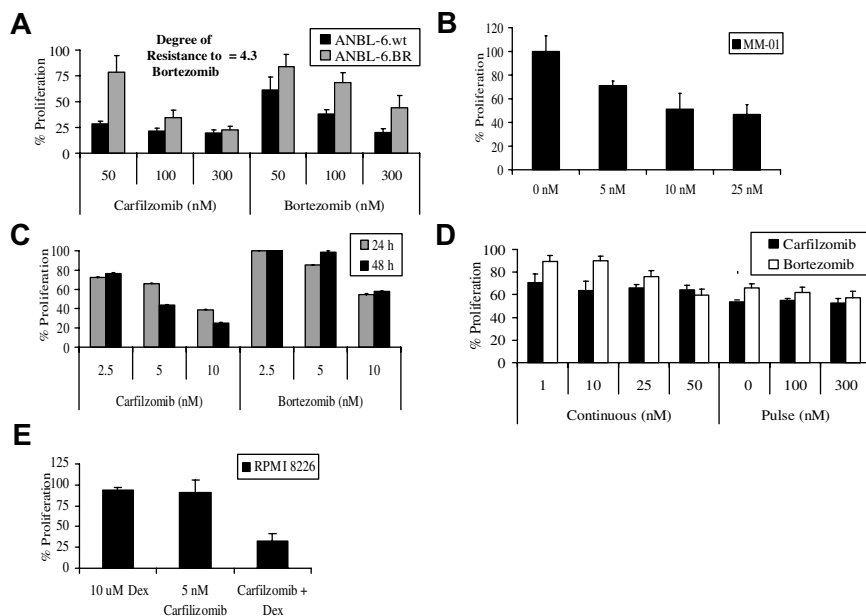 A
Degree of
Resistance to = 4.3
Bortezomib
ANBL-6.wt
ANBL-6.BR
% Proliferation
100
75
50
25
0
50 100 300 50 100 300
Carfilzomib (nM) Bortezomib (nM)
B
MM-01
% Proliferation
120
100
80
60
40
20
0
0 nM 5 nM 10 nM 25 nM
C
24 h
48 h
% Proliferation
100
80
60
40
20
0
2.5 5 10 2.5 5 10
Carfilzomib (nM) Bortezomib (nM)
D
Carfilzomib
Bortezomib
% Proliferation
100
80
60
40
20
0
1 10 25 50 0 100 300
Continuous (nM) Pulse (nM)
E
RPMI 8226
% Proliferation
125
100
75
50
25
0
10 uM Dex 5 nM Carfilzomib +
Carfilizomib Dex